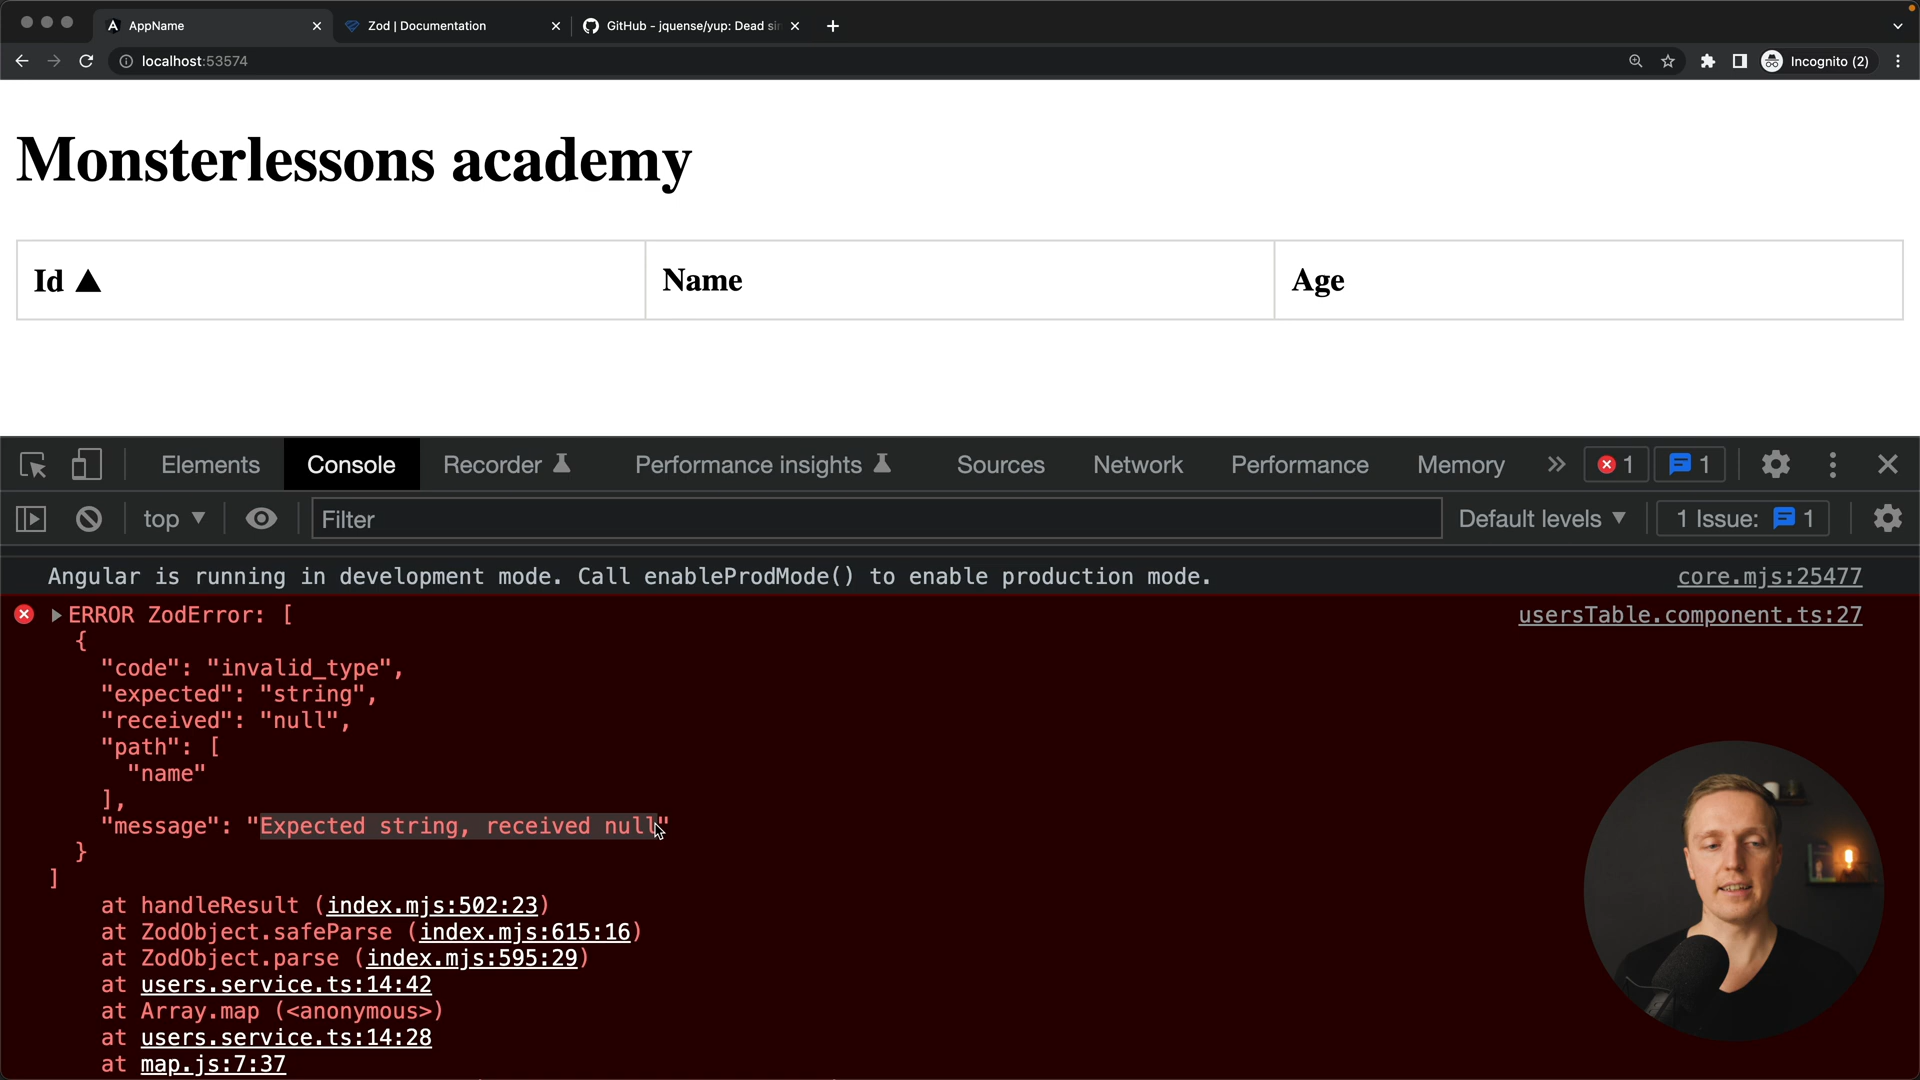 AppName
Zod | Documentation
GitHub - jquense/yup: Dead sir
localhost:53574
Incognito (2)
Monsterlessons academy
Id ▲
Name
Age
Elements
Console
Recorder
Performance insights
Sources
Network
Performance
Memory
1
1
top ▼
Filter
Default levels ▼
1 Issue: 1
Angular is running in development mode. Call enableProdMode() to enable production mode.
core.mjs:25477
ERROR ZodError: [
usersTable.component.ts:27
{
"code": "invalid_type",
"expected": "string",
"received": "null",
"path": [
"name"
],
"message": "Expected string, received null"
}
]
at handleResult (index.mjs:502:23)
at ZodObject.safeParse (index.mjs:615:16)
at ZodObject.parse (index.mjs:595:29)
at users.service.ts:14:42
at Array.map (<anonymous>)
at users.service.ts:14:28
at map.js:7:37